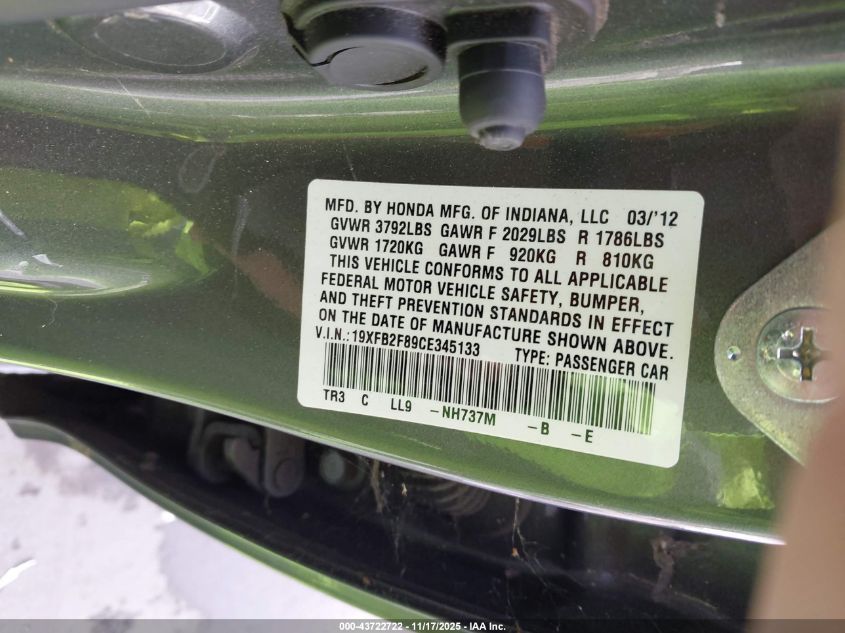 MFD. BY HONDA MFG. OF INDIANA, LLC 03/'12
GVWR 3792LBS GAWR F 2029LBS R 1786LBS
GVWR 1720KG GAWR F 920KG R 810KG
THIS VEHICLE CONFORMS TO ALL APPLICABLE
FEDERAL MOTOR VEHICLE SAFETY, BUMPER,
AND THEFT PREVENTION STANDARDS IN EFFECT
ON THE DATE OF MANUFACTURE SHOWN ABOVE.
V.I.N.:19XFB2F89CE345133 TYPE: PASSENGER CAR
TR3 C LL9 -NH737M -B -E
000-43722722 - 11/17/2025 - IAAI.com